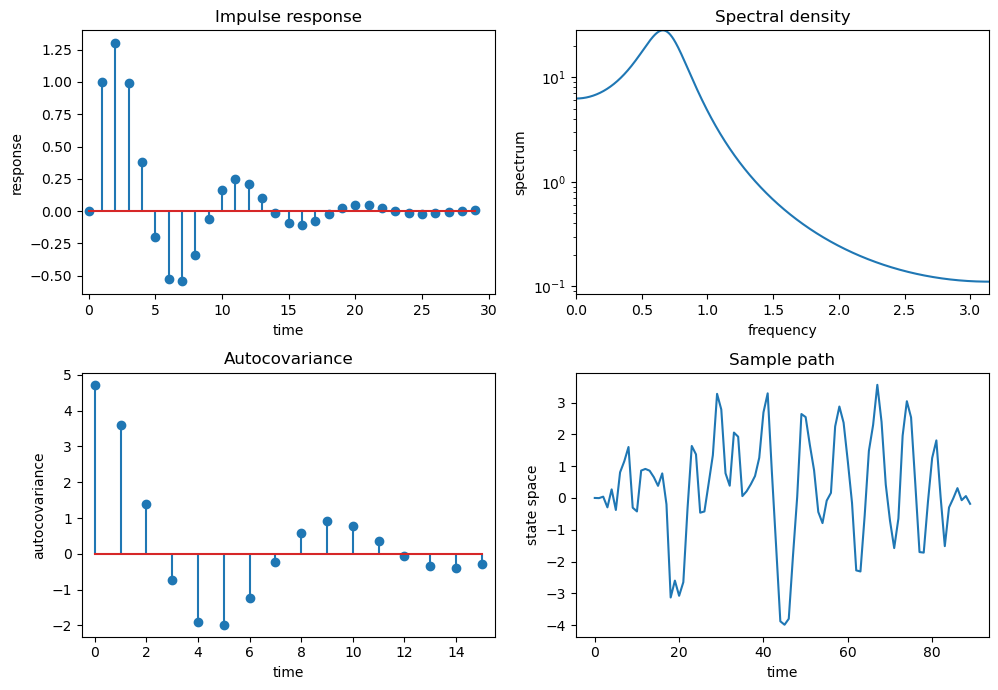 Impulse response
1.25
1.00
0.75
0.50
0.25
0.00
−0.25
−0.50
response
0 5 10 15 20 25 30
time
Spectral density
10¹
10⁰
10⁻¹
spectrum
0.0 0.5 1.0 1.5 2.0 2.5 3.0
frequency
Autocovariance
5
4
3
2
1
0
−1
−2
autocovariance
0 2 4 6 8 10 12 14
time
Sample path
3
2
1
0
−1
−2
−3
−4
state space
0 20 40 60 80
time